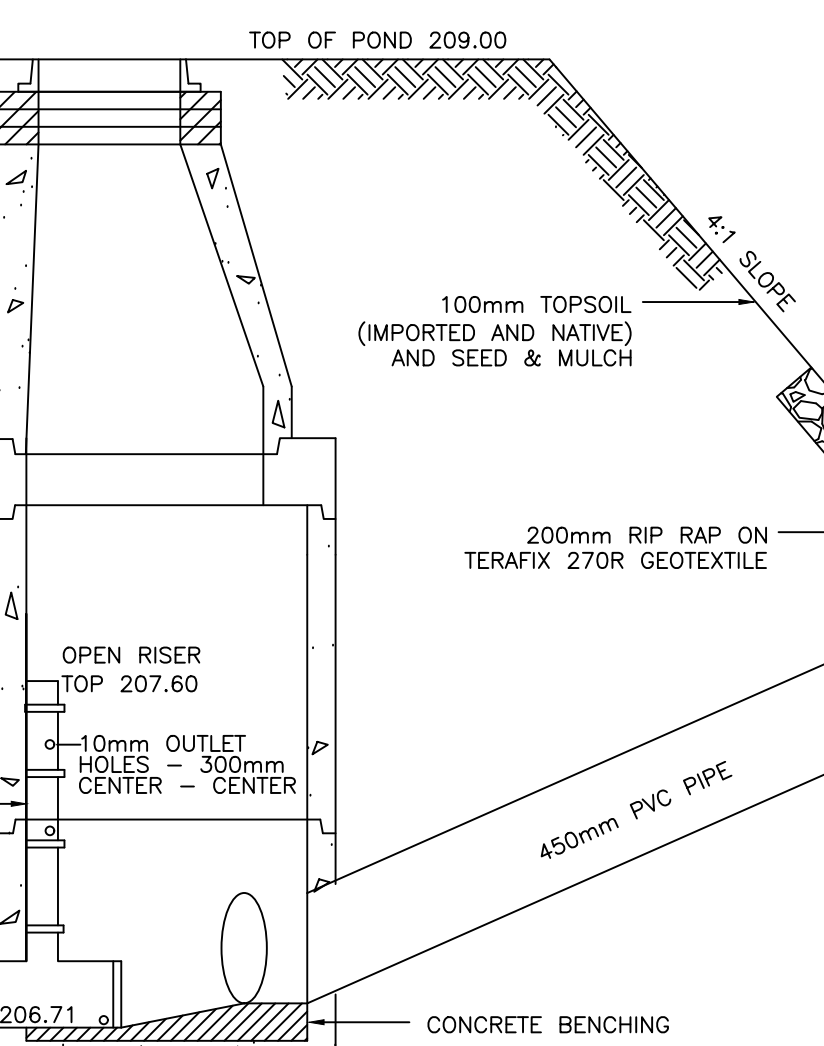 TOP OF POND 209.00
4:1 SLOPE
100mm TOPSOIL
(IMPORTED AND NATIVE)
AND SEED & MULCH
200mm RIP RAP ON
TERAFIX 270R GEOTEXTILE
OPEN RISER
TOP 207.60
10mm OUTLET
HOLES - 300mm
CENTER - CENTER
450mm PVC PIPE
206.71
CONCRETE BENCHING